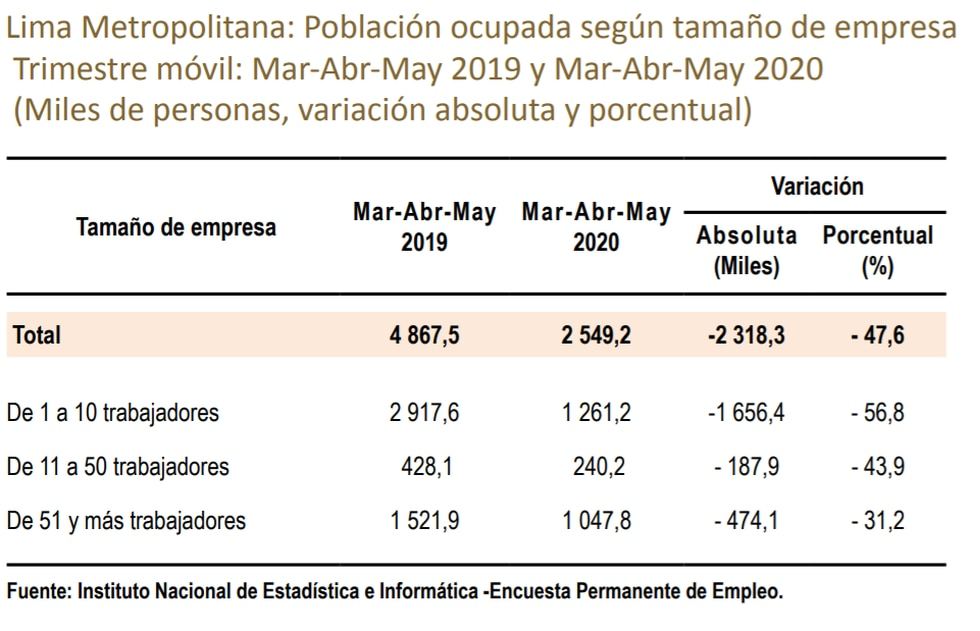 Lima Metropolitana: Población ocupada según tamaño de empresa
Trimestre móvil: Mar-Abr-May 2019 y Mar-Abr-May 2020
(Miles de personas, variación absoluta y porcentual)
Tamaño de empresa Mar-Abr-May 2019 Mar-Abr-May 2020 Variación
Absoluta (Miles) Porcentual (%)
Total 4 867,5 2 549,2 -2 318,3 - 47,6
De 1 a 10 trabajadores 2 917,6 1 261,2 -1 656,4 - 56,8
De 11 a 50 trabajadores 428,1 240,2 - 187,9 - 43,9
De 51 y más trabajadores 1 521,9 1 047,8 - 474,1 - 31,2
Fuente: Instituto Nacional de Estadística e Informática -Encuesta Permanente de Empleo.